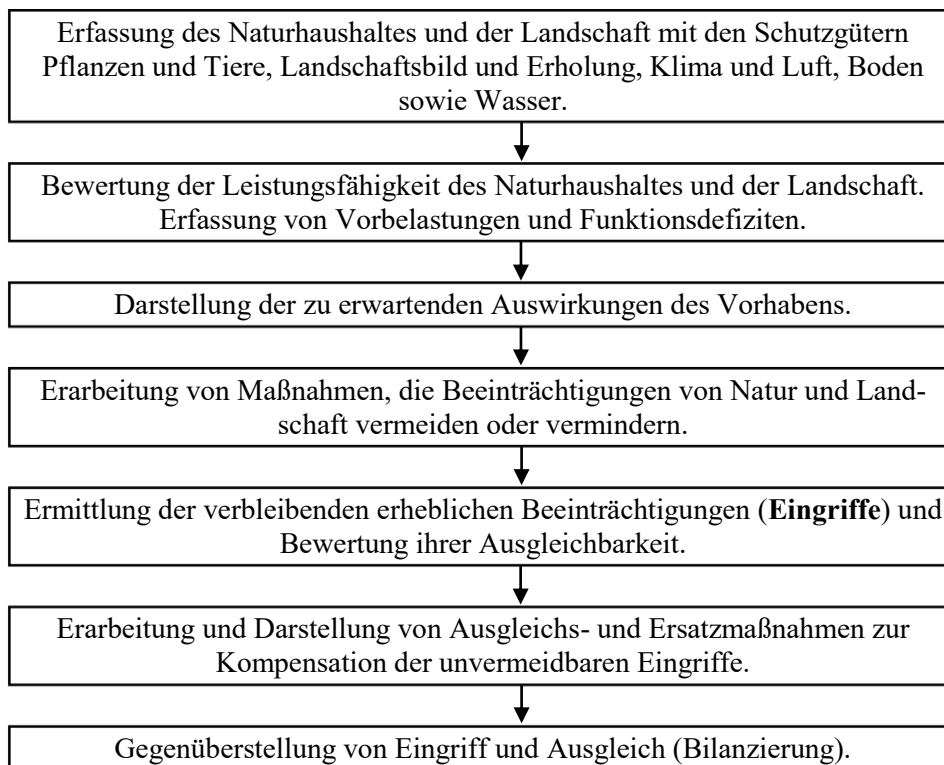 Erfassung des Naturhaushaltes und der Landschaft mit den Schutzgütern
Pflanzen und Tiere, Landschaftsbild und Erholung, Klima und Luft, Boden
sowie Wasser.
Bewertung der Leistungsfähigkeit des Naturhaushaltes und der Landschaft.
Erfassung von Vorbelastungen und Funktionsdefiziten.
Darstellung der zu erwartenden Auswirkungen des Vorhabens.
Erarbeitung von Maßnahmen, die Beeinträchtigungen von Natur und Land-
schaft vermeiden oder vermindern.
Ermittlung der verbleibenden erheblichen Beeinträchtigungen (Eingriffe) und
Bewertung ihrer Ausgleichbarkeit.
Erarbeitung und Darstellung von Ausgleichs- und Ersatzmaßnahmen zur
Kompensation der unvermeidbaren Eingriffe.
Gegenüberstellung von Eingriff und Ausgleich (Bilanzierung).